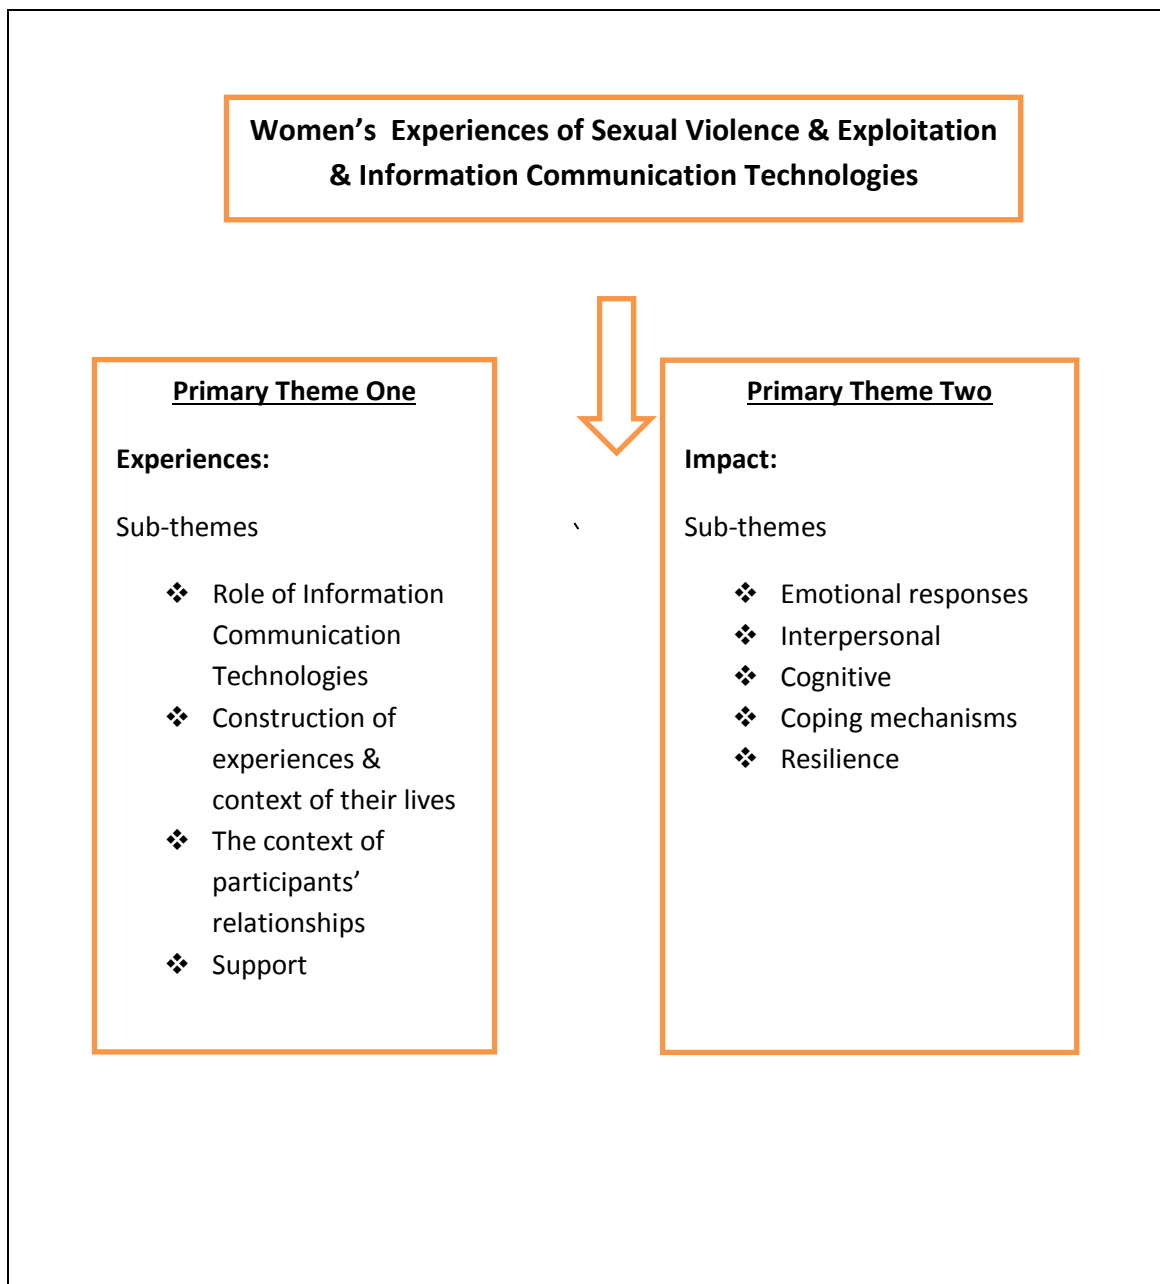 Women’s  Experiences of Sexual Violence & Exploitation
& Information Communication Technologies
Primary Theme One
Experiences:
Sub-themes
❖ Role of Information
Communication
Technologies
❖ Construction of
experiences &
context of their lives
❖ The context of
participants’
relationships
❖ Support
`
Primary Theme Two
Impact:
Sub-themes
❖ Emotional responses
❖ Interpersonal
❖ Cognitive
❖ Coping mechanisms
❖ Resilience